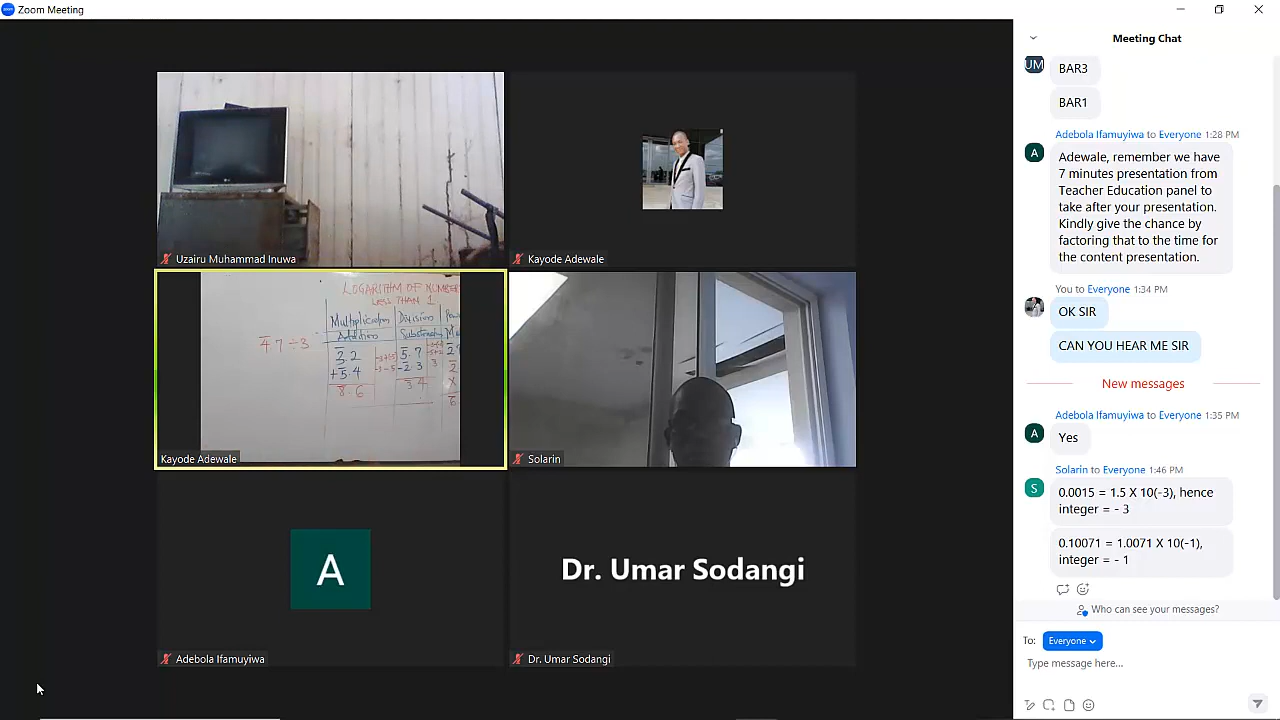 Zoom Meeting
Uzairu Muhammad Inuwa
Kayode Adewale
LOGARITHM OF NUMBER
LESS THAN 1
Multiplication
Division
Addition
4̅ 7 ÷ 3
5̅.7
+5̅.4
-2̅.3
8̅.6
3̅.4
Kayode Adewale
Solarin
A
Adebola Ifamuyiwa
Dr. Umar Sodangi
Dr. Umar Sodangi
Meeting Chat
UM
BAR3
BAR1
Adebola Ifamuyiwa to Everyone 1:28 PM
A
Adewale, remember we have
7 minutes presentation from
Teacher Education panel to
take after your presentation.
Kindly give the chance by
factoring that to the time for
the content presentation.
You to Everyone 1:34 PM
OK SIR
CAN YOU HEAR ME SIR
New messages
Adebola Ifamuyiwa to Everyone 1:35 PM
A
Yes
Solarin to Everyone 1:46 PM
S
0.0015 = 1.5 X 10(-3), hence
integer = - 3
0.10071 = 1.0071 X 10(-1),
integer = - 1
Who can see your messages?
To: Everyone
Type message here...